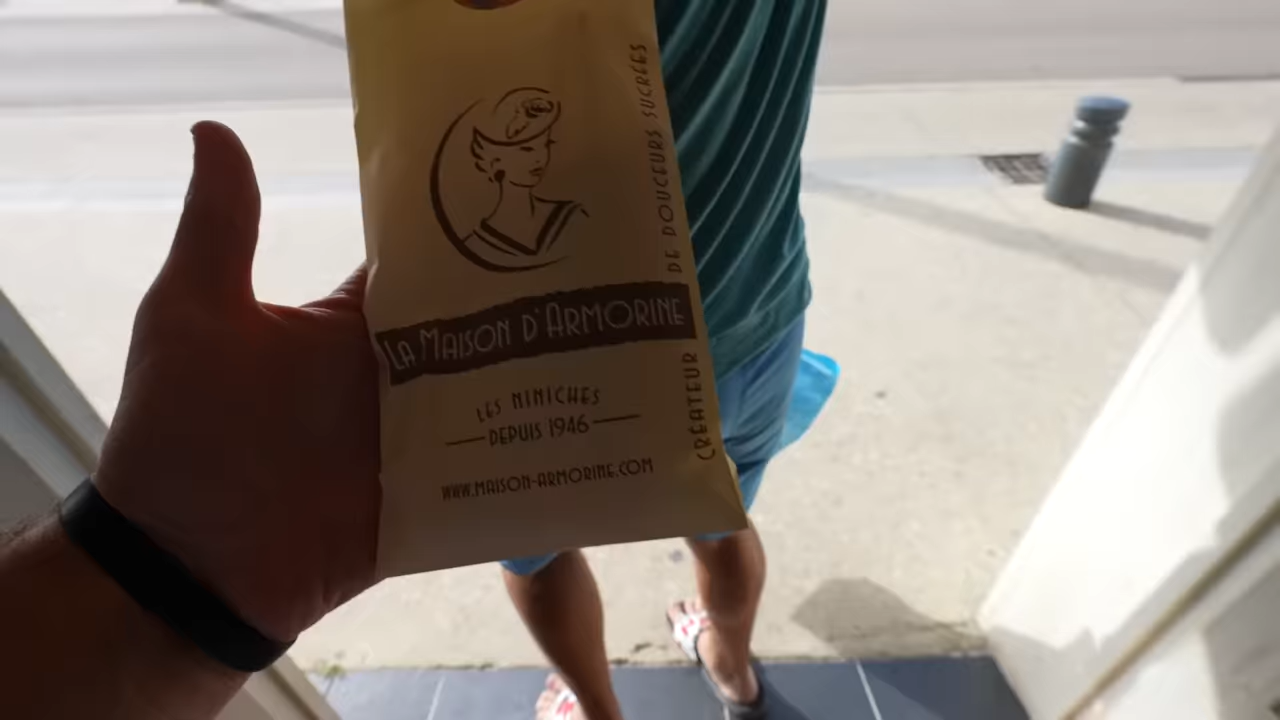 LA MAISON D'ARMORINE
LES NINICHES
DEPUIS 1946
WWW.MAISON-ARMORINE.COM
CRÉATEUR DE DOUCEURS SUCRÉES